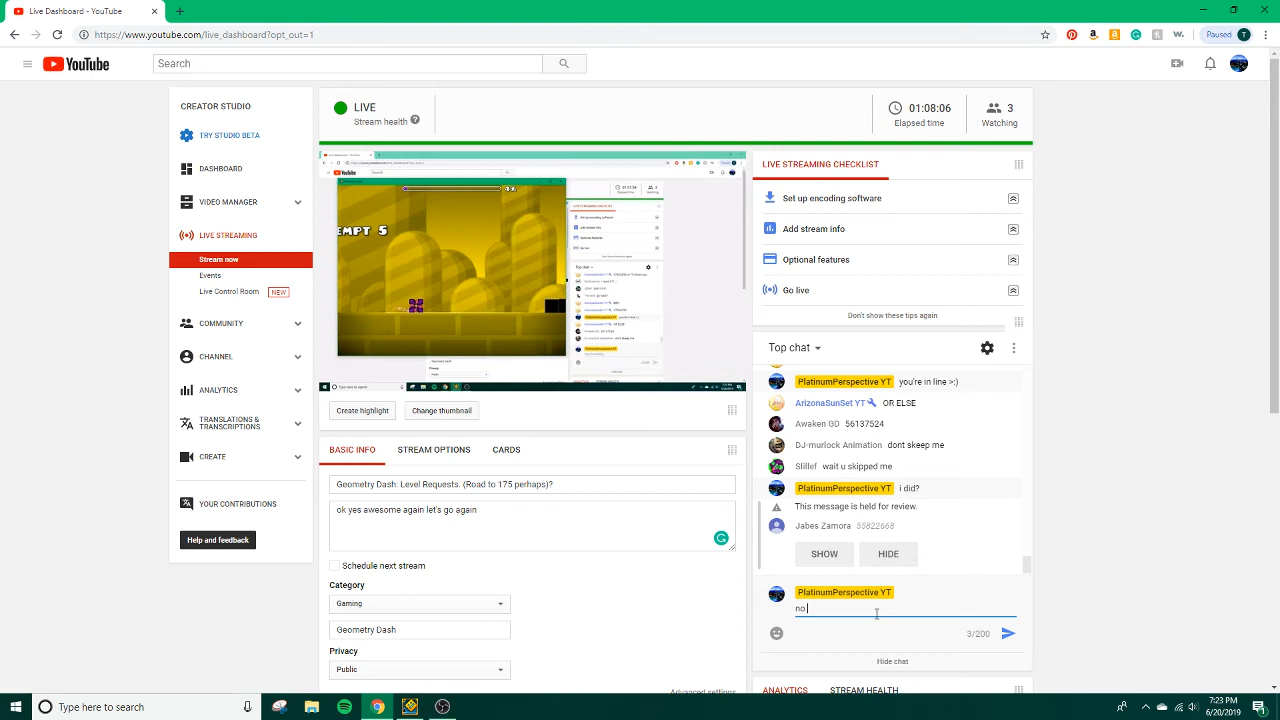 Live Dashboard - YouTube
https://www.youtube.com/live_dashboard?opt_out=1
Paused
T
YouTube
Search
CREATOR STUDIO
TRY STUDIO BETA
DASHBOARD
VIDEO MANAGER
LIVE STREAMING
Stream now
Events
Live Control Room NEW
COMMUNITY
CHANNEL
ANALYTICS
TRANSLATIONS &
TRANSCRIPTIONS
CREATE
YOUR CONTRIBUTIONS
Help and feedback
LIVE
Stream health ?
01:08:06
Elapsed time
3
Watching
EMPT 5
Create highlight
Change thumbnail
BASIC INFO
STREAM OPTIONS
CARDS
Geometry Dash: Level Requests. (Road to 175 perhaps)?
ok yes awesome again let's go again
Schedule next stream
Category
Gaming
Geometry Dash
Privacy
Public
Advanced settings
LIVE STREAMING CHECKLIST
Set up encoding software
Add stream info
Optional features
Go live
Don't show these tips again
Top chat
PlatinumPerspective YT you're in line >:)
ArizonaSunSet YT OR ELSE
Awaken GD 56137524
DJ-murlock Animation dont skeep me
Slillef wait u skipped me
PlatinumPerspective YT i did?
This message is held for review.
Jabes Zamora 55822668
SHOW
HIDE
PlatinumPerspective YT
no
3/200
Hide chat
ANALYTICS
STREAM HEALTH
Type here to search
7:23 PM
6/20/2019